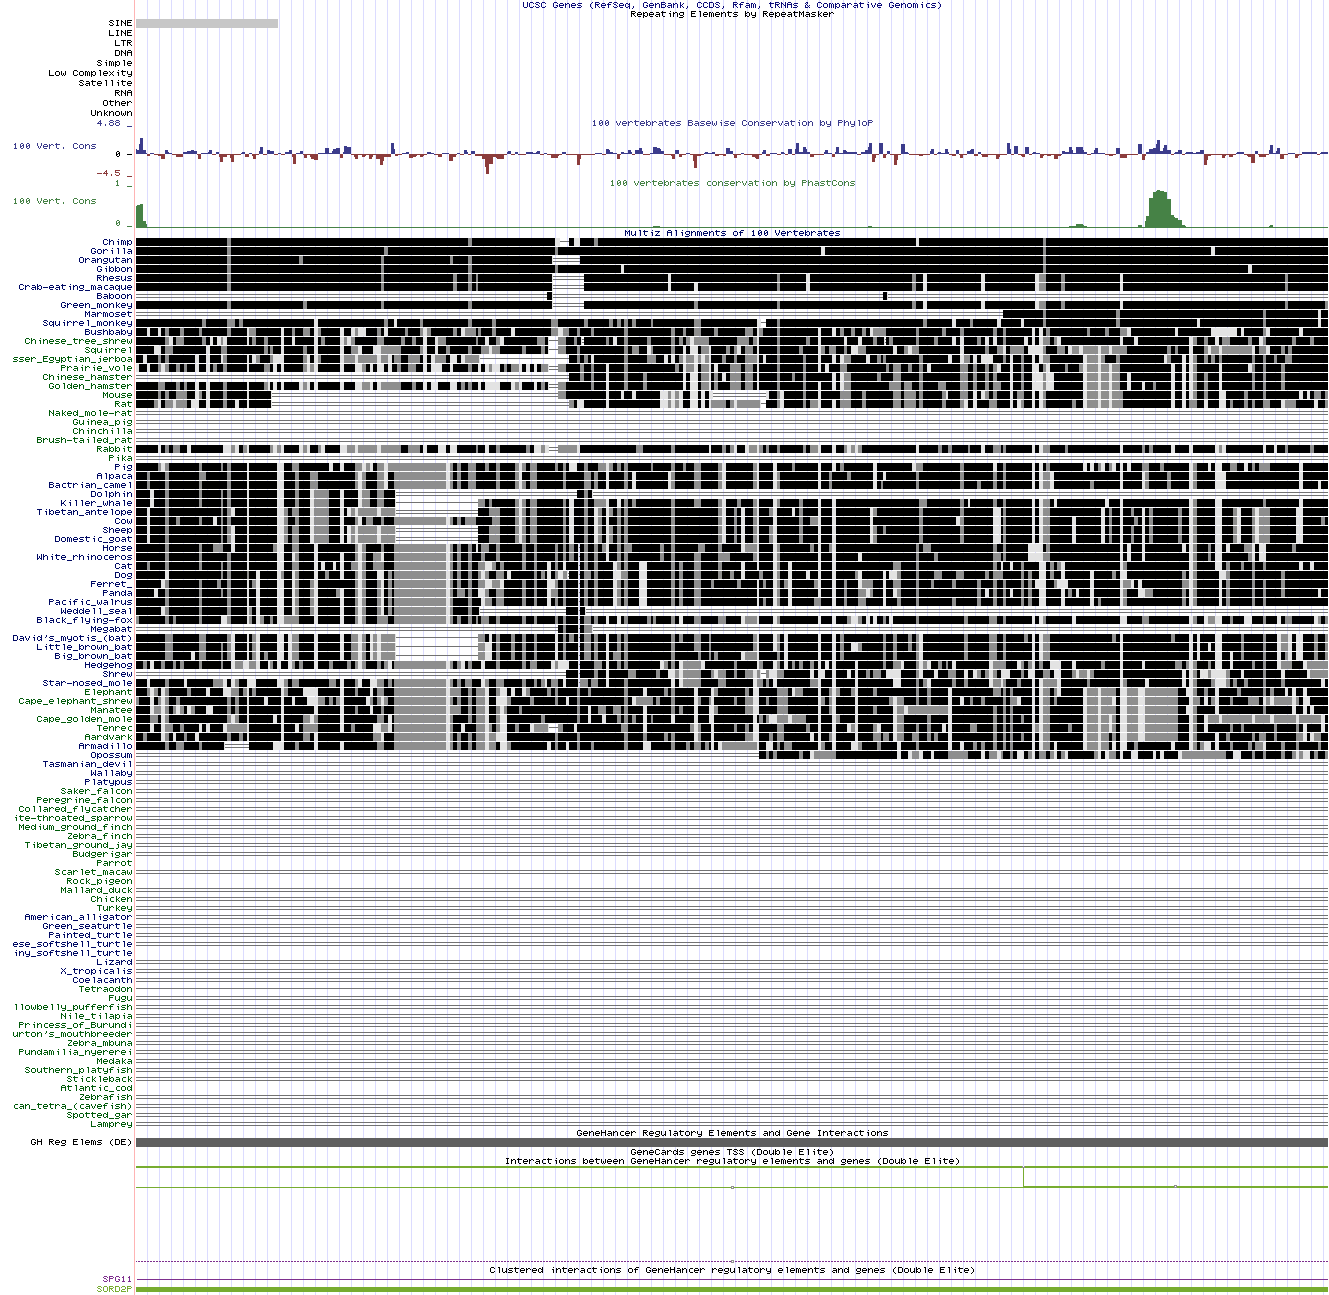 UCSC Genes (RefSeq, GenBank, CCDS, Rfam, tRNAs & Comparative Genomics)
Repeating Elements by RepeatMasker
SINE
LINE
LTR
DNA
Simple
Low Complexity
Satellite
RNA
Other
Unknown
100 vertebrates Basewise Conservation by PhyloP
4.88 _
100 Vert. Cons
0 _
-4.5 _
100 vertebrates conservation by PhastCons
1 _
100 Vert. Cons
0 _
Multiz Alignments of 100 Vertebrates
Chimp
Gorilla
Orangutan
Gibbon
Rhesus
Crab-eating_macaque
Baboon
Green_monkey
Marmoset
Squirrel_monkey
Bushbaby
Chinese_tree_shrew
Squirrel
sser_Egyptian_jerboa
Prairie_vole
Chinese_hamster
Golden_hamster
Mouse
Rat
Naked_mole-rat
Guinea_pig
Chinchilla
Brush-tailed_rat
Rabbit
Pika
Pig
Alpaca
Bactrian_camel
Dolphin
Killer_whale
Tibetan_antelope
Cow
Sheep
Domestic_goat
Horse
White_rhinoceros
Cat
Dog
Ferret_
Panda
Pacific_walrus
Weddell_seal
Black_flying-fox
Megabat
David's_myotis_(bat)
Little_brown_bat
Big_brown_bat
Hedgehog
Shrew
Star-nosed_mole
Elephant
Cape_elephant_shrew
Manatee
Cape_golden_mole
Tenrec
Aardvark
Armadillo
Opossum
Tasmanian_devil
Wallaby
Platypus
Saker_falcon
Peregrine_falcon
Collared_flycatcher
ite-throated_sparrow
Medium_ground_finch
Zebra_finch
Tibetan_ground_jay
Budgerigar
Parrot
Scarlet_macaw
Rock_pigeon
Mallard_duck
Chicken
Turkey
American_alligator
Green_seaturtle
Painted_turtle
ese_softshell_turtle
iny_softshell_turtle
Lizard
X_tropicalis
Coelacanth
Tetraodon
Fugu
llowbelly_pufferfish
Nile_tilapia
Princess_of_Burundi
urton's_mouthbreeder
Zebra_mbuna
Pundamilia_nyererei
Medaka
Southern_platyfish
Stickleback
Atlantic_cod
Zebrafish
can_tetra_(cavefish)
Spotted_gar
Lamprey
GeneHancer Regulatory Elements and Gene Interactions
GH Reg Elems (DE)
GeneCards genes TSS (Double Elite)
Interactions between GeneHancer regulatory elements and genes (Double Elite)
Clustered interactions of GeneHancer regulatory elements and genes (Double Elite)
SPG11
SORD2P